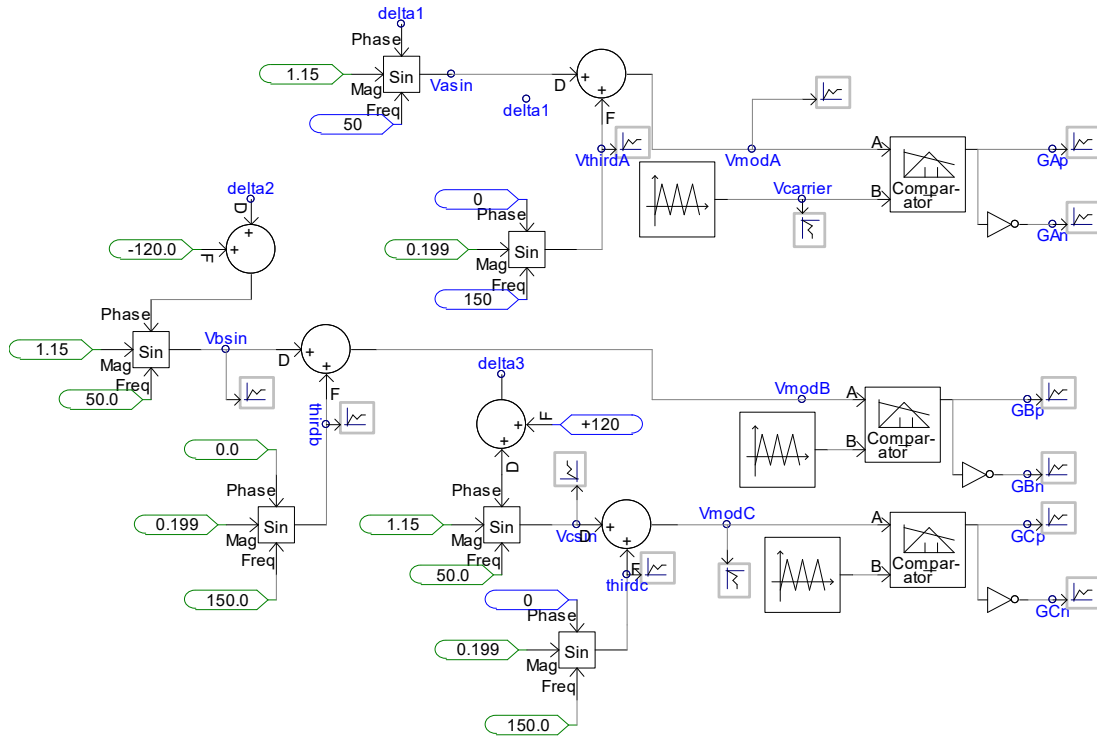 delta1
Phase
1.15
Sin
Vasin
Mag
Freq
50
delta1
D
+
+
F
VthirdA
VmodA
A
B
Compar-
ator
GAp
GAn
Vcarrier
0
Phase
0.199
Sin
Mag
Freq
150
delta2
D
-120.0
F
+
+
Phase
1.15
Sin
Mag
Freq
50.0
Vbsin
D
+
+
F
thirdb
0.0
Phase
0.199
Sin
Mag
Freq
150.0
delta3
+120
F
+
+
D
Phase
1.15
Sin
Mag
Freq
50.0
Vcsin
D
+
+
F
thirdc
0
Phase
0.199
Sin
Mag
Freq
150.0
VmodB
A
B
Compar-
ator
GBp
GBn
VmodC
A
B
Compar-
ator
GCp
GCn